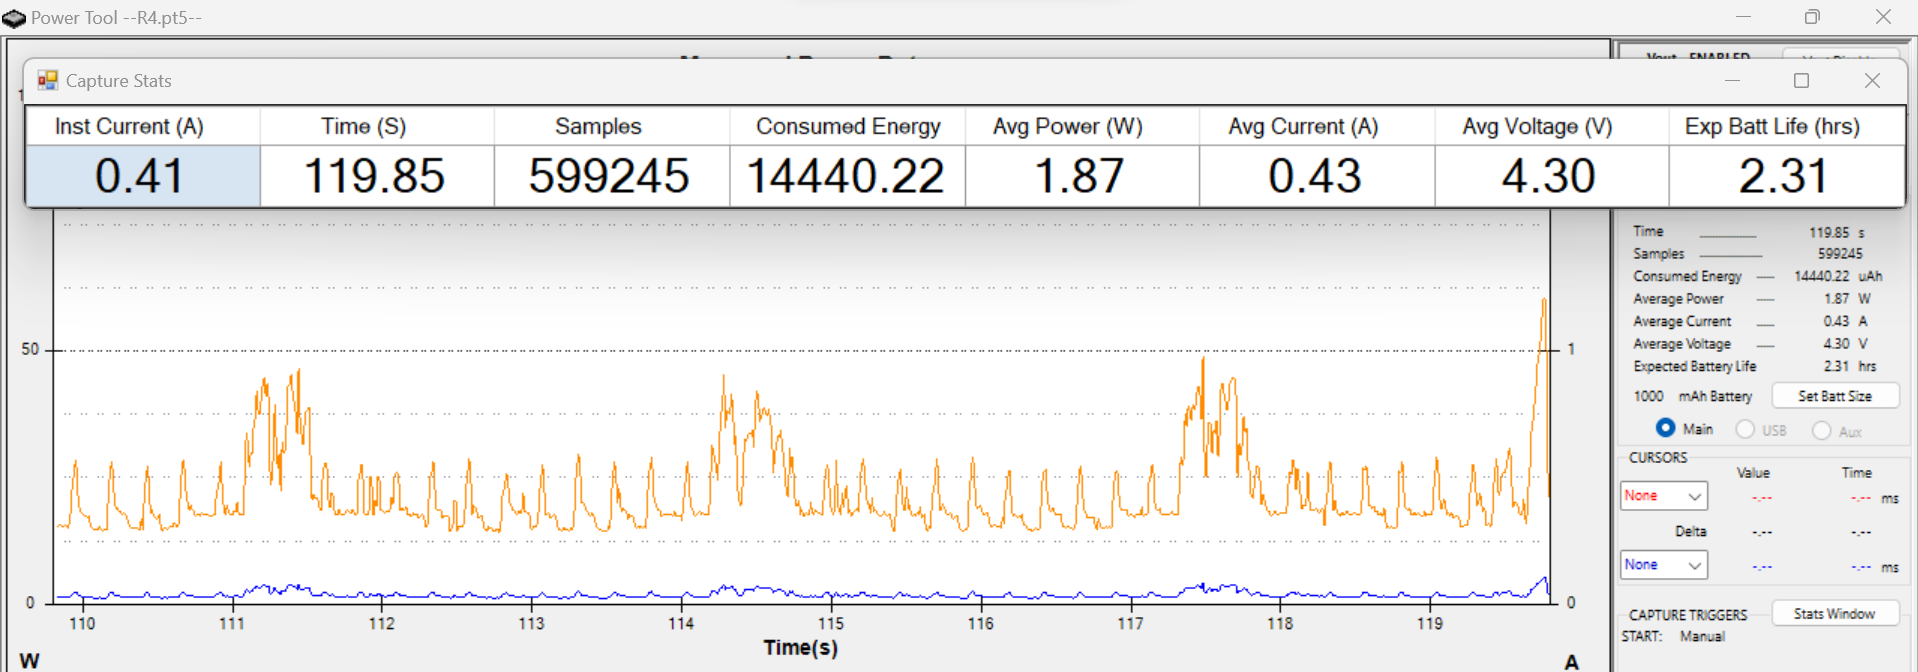 Power Tool --R4.pt5--
Capture Stats
Inst Current (A) Time (S) Samples Consumed Energy Avg Power (W) Avg Current (A) Avg Voltage (V) Exp Batt Life (hrs)
0.41 119.85 599245 14440.22 1.87 0.43 4.30 2.31
Time 119.85 s
Samples 599245
Consumed Energy 14440.22 uAh
Average Power 1.87 W
Average Current 0.43 A
Average Voltage 4.30 V
Expected Battery Life 2.31 hrs
1000 mAh Battery Set Batt Size
Main USB Aux
CURSORS
Value Time
None -.-- -.-- ms
Delta -.-- -.--
None -.-- -.-- ms
CAPTURE TRIGGERS Stats Window
START: Manual
50 1
0 0
110 111 112 113 114 115 116 117 118 119
Time(s)
W A